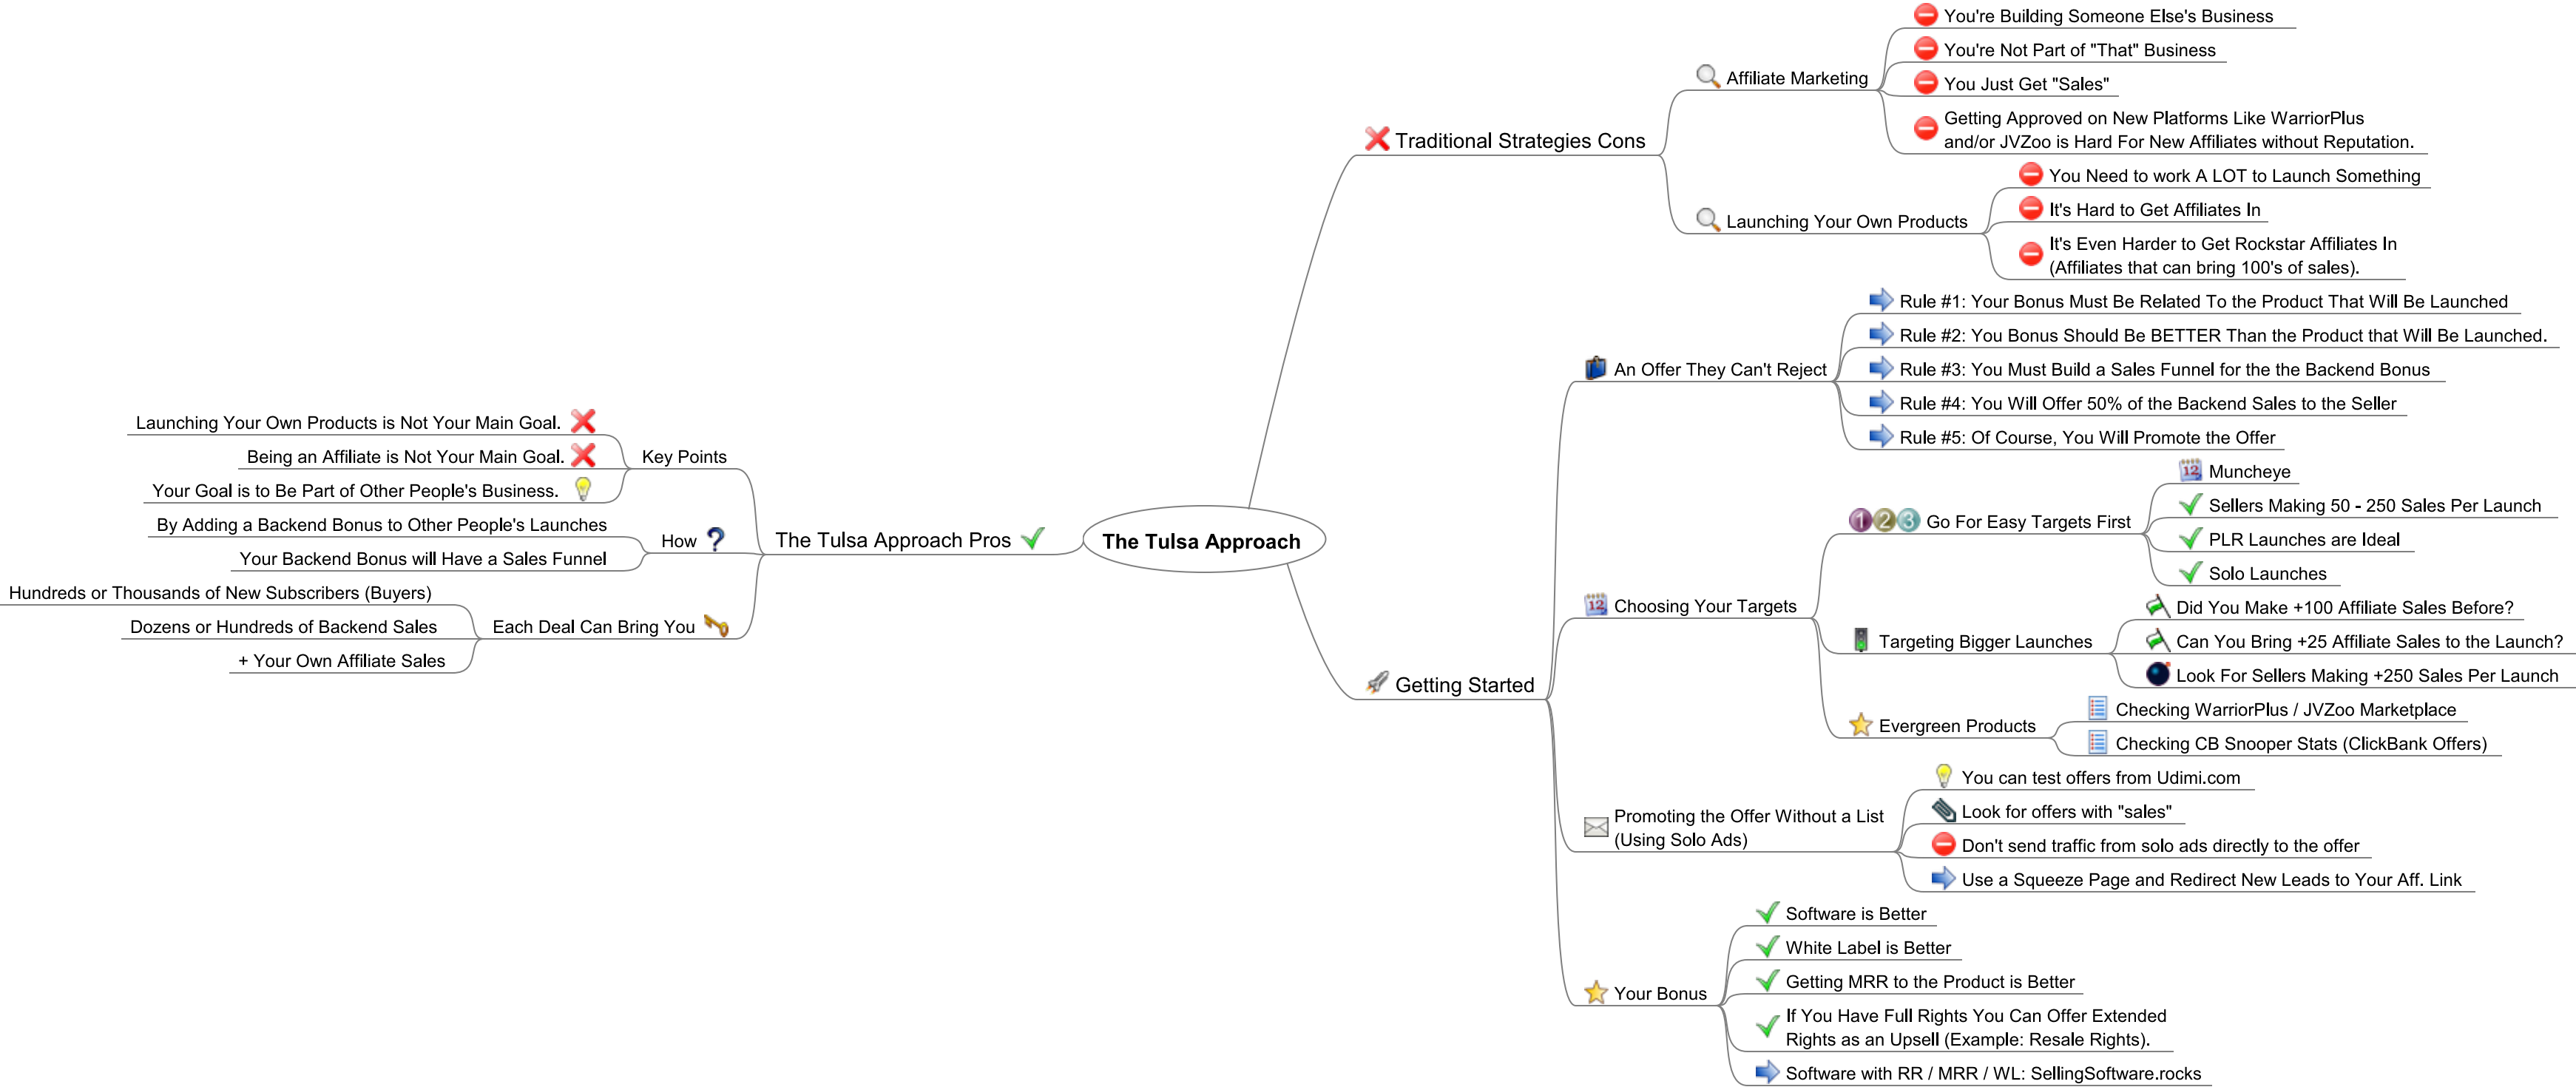 The Tulsa Approach
Traditional Strategies Cons
Affiliate Marketing
You're Building Someone Else's Business
You're Not Part of "That" Business
You Just Get "Sales"
Getting Approved on New Platforms Like WarriorPlus
and/or JVZoo is Hard For New Affiliates without Reputation.
Launching Your Own Products
You Need to work A LOT to Launch Something
It's Hard to Get Affiliates In
It's Even Harder to Get Rockstar Affiliates In
(Affiliates that can bring 100's of sales).
Getting Started
An Offer They Can't Reject
Rule #1: Your Bonus Must Be Related To the Product That Will Be Launched
Rule #2: You Bonus Should Be BETTER Than the Product that Will Be Launched.
Rule #3: You Must Build a Sales Funnel for the the Backend Bonus
Rule #4: You Will Offer 50% of the Backend Sales to the Seller
Rule #5: Of Course, You Will Promote the Offer
12 Choosing Your Targets
1 2 3 Go For Easy Targets First
12 Muncheye
Sellers Making 50 - 250 Sales Per Launch
PLR Launches are Ideal
Solo Launches
Targeting Bigger Launches
Did You Make +100 Affiliate Sales Before?
Can You Bring +25 Affiliate Sales to the Launch?
Look For Sellers Making +250 Sales Per Launch
Evergreen Products
Checking WarriorPlus / JVZoo Marketplace
Checking CB Snooper Stats (ClickBank Offers)
Promoting the Offer Without a List
(Using Solo Ads)
You can test offers from Udimi.com
Look for offers with "sales"
Don't send traffic from solo ads directly to the offer
Use a Squeeze Page and Redirect New Leads to Your Aff. Link
Your Bonus
Software is Better
White Label is Better
Getting MRR to the Product is Better
If You Have Full Rights You Can Offer Extended
Rights as an Upsell (Example: Resale Rights).
Software with RR / MRR / WL: SellingSoftware.rocks
The Tulsa Approach Pros
Key Points
Launching Your Own Products is Not Your Main Goal.
Being an Affiliate is Not Your Main Goal.
Your Goal is to Be Part of Other People's Business.
How ?
By Adding a Backend Bonus to Other People's Launches
Your Backend Bonus will Have a Sales Funnel
Each Deal Can Bring You
Hundreds or Thousands of New Subscribers (Buyers)
Dozens or Hundreds of Backend Sales
+ Your Own Affiliate Sales